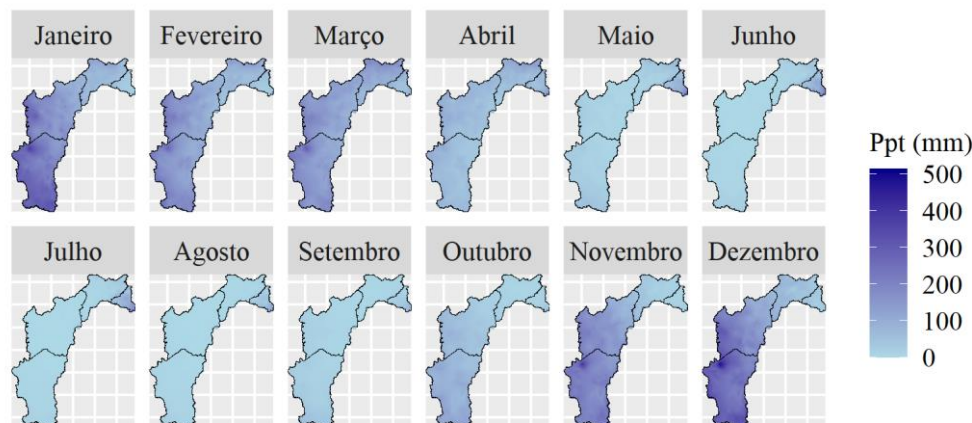 Janeiro Fevereiro Março Abril Maio Junho
Ppt (mm)
500
400
300
200
100
0
Julho Agosto Setembro Outubro Novembro Dezembro